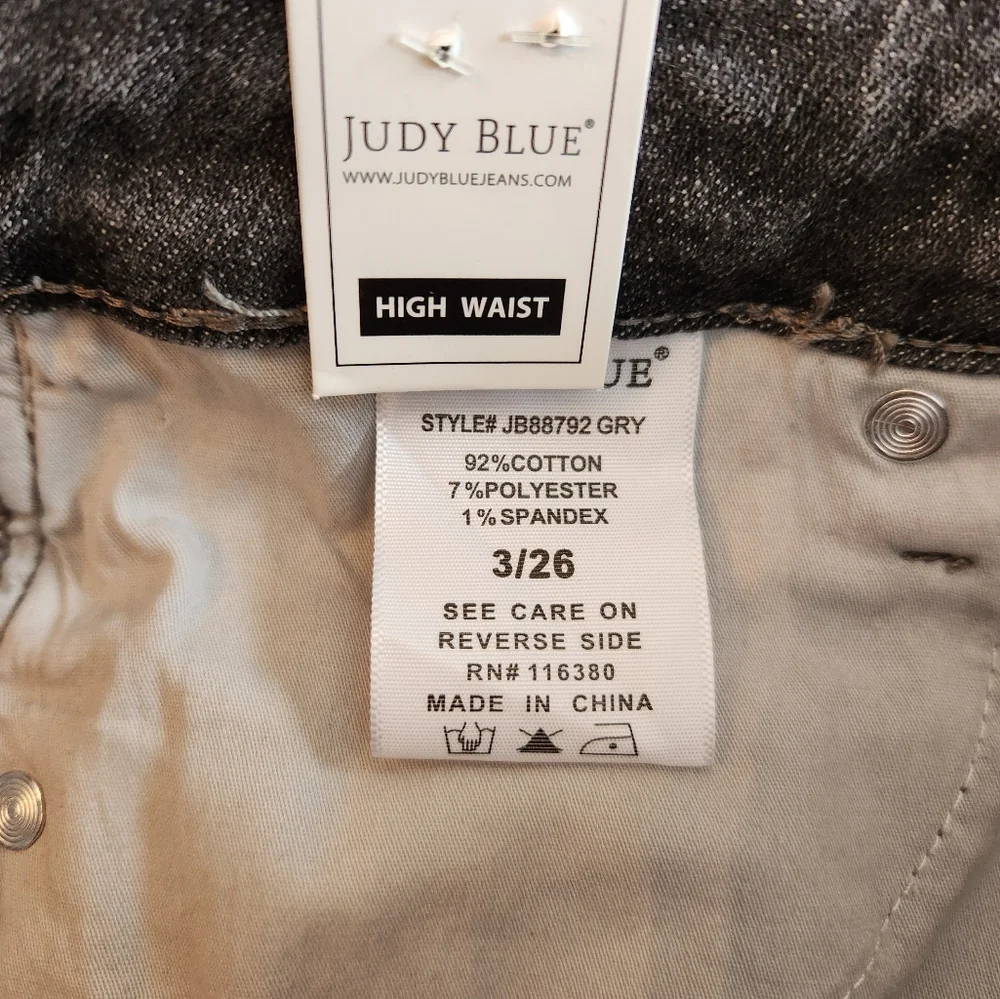 JUDY BLUE®
WWW.JUDYBLUEJEANS.COM
HIGH WAIST
UE®
STYLE# JB88792 GRY
92%COTTON
7%POLYESTER
1%SPANDEX
3/26
SEE CARE ON
REVERSE SIDE
RN# 116380
MADE IN CHINA